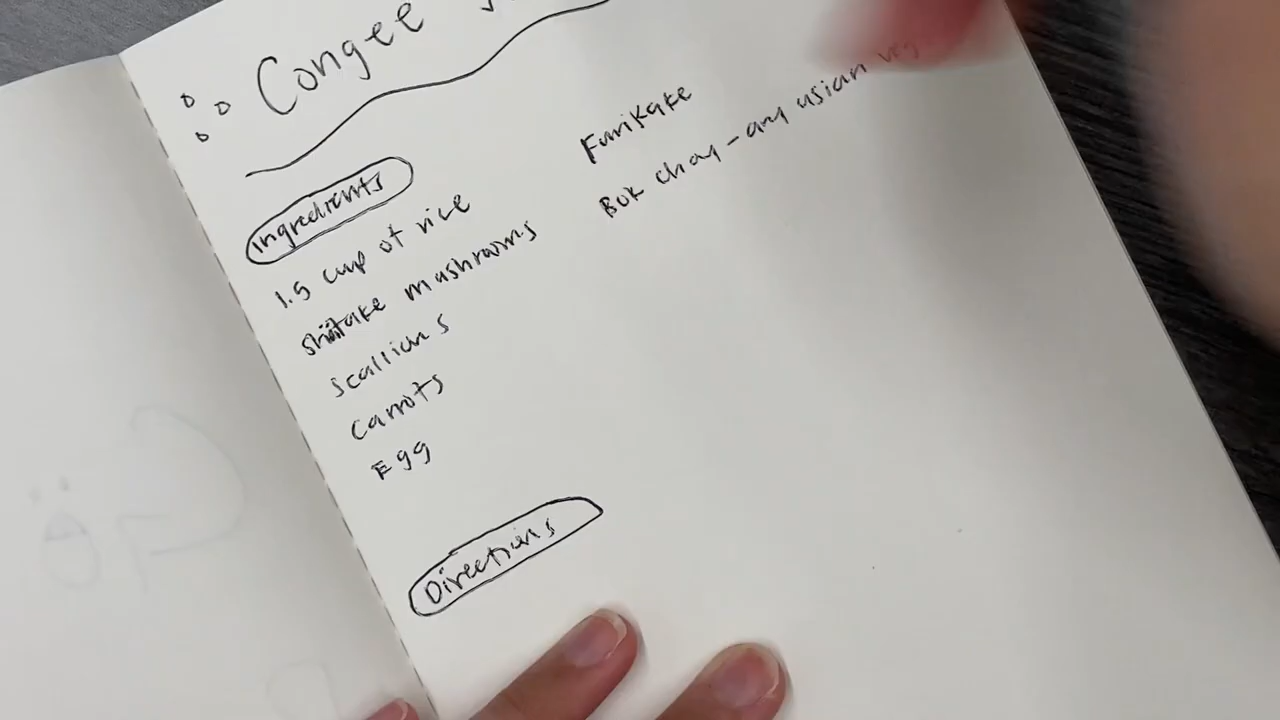 Congee
Ingredients
1.5 cup of rice
Shiitake mushrooms
Scallions
Carrots
Egg
Furikake
Bok choy - any asian
Directions